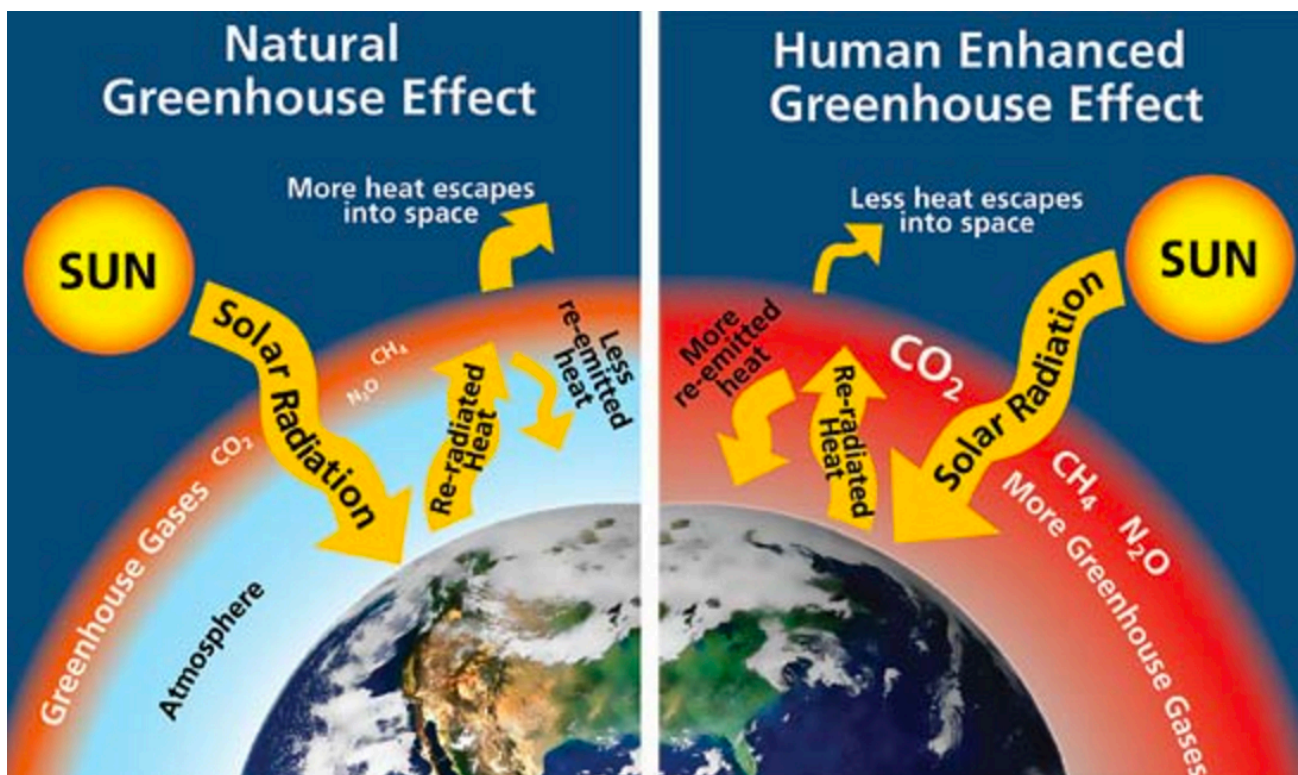 Natural
Greenhouse Effect
More heat escapes
into space
SUN
Solar Radiation
Re-radiated
Heat
Less
re-emitted
heat
CH₄
N₂O
CO₂
Greenhouse Gases
Atmosphere
Human Enhanced
Greenhouse Effect
Less heat escapes
into space
SUN
Solar Radiation
More
re-emitted
heat
Re-radiated
Heat
CO₂
CH₄
N₂O
More Greenhouse Gases